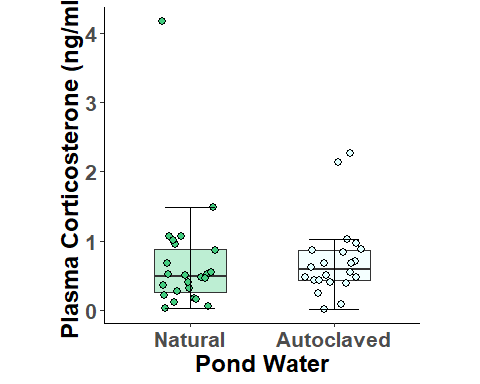 Plasma Corticosterone (ng/ml
4
3
2
1
0
Natural
Autoclaved
Pond Water